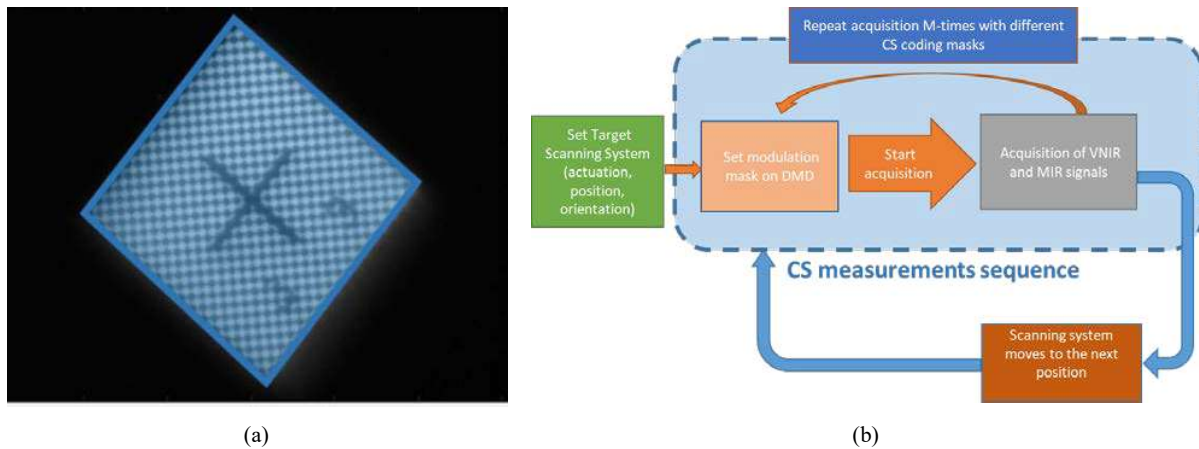 Repeat acquisition M-times with different
CS coding masks
Set Target
Scanning System
(actuation,
position,
orientation)
Set modulation
mask on DMD
Start
acquisition
Acquisition of VNIR
and MIR signals
CS measurements sequence
Scanning system
moves to the next
position
(a)
(b)